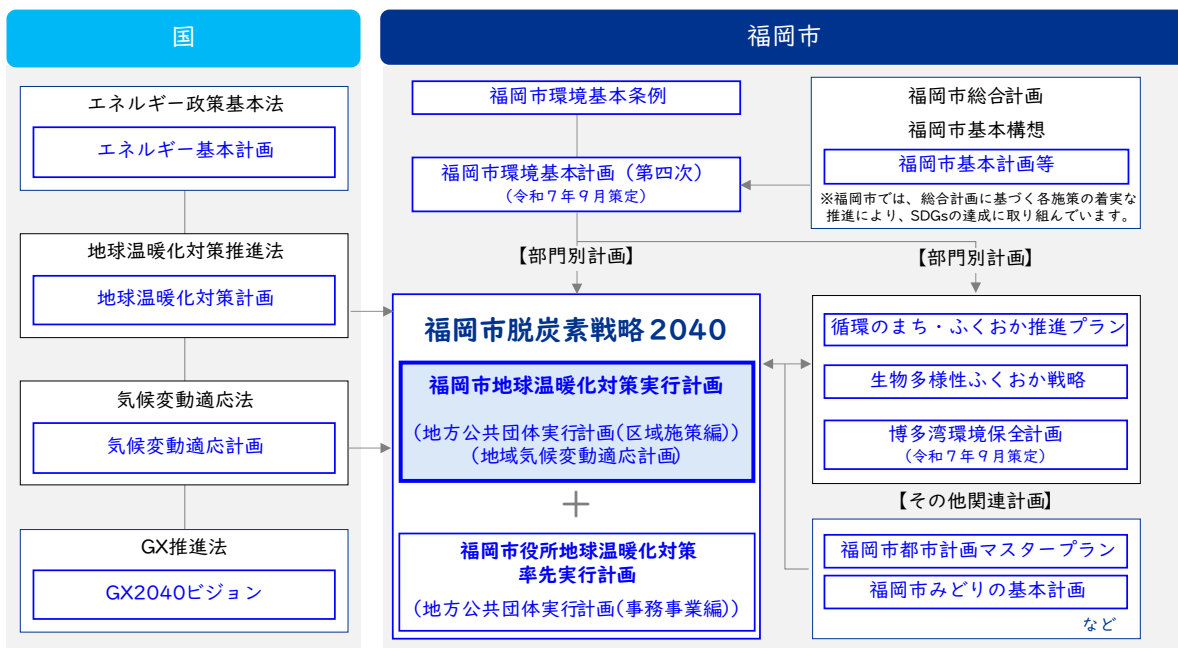 国
エネルギー政策基本法
エネルギー基本計画
地球温暖化対策推進法
地球温暖化対策計画
気候変動適応法
気候変動適応計画
GX推進法
GX2040ビジョン
福岡市
福岡市環境基本条例
福岡市環境基本計画（第四次）
（令和７年９月策定）
福岡市総合計画
福岡市基本構想
福岡市基本計画等
※福岡市では、総合計画に基づく各施策の着実な
推進により、SDGsの達成に取り組んでいます。
【部門別計画】
【部門別計画】
福岡市脱炭素戦略２０４０
福岡市地球温暖化対策実行計画
（地方公共団体実行計画(区域施策編)）
（地域気候変動適応計画）
＋
福岡市役所地球温暖化対策
率先実行計画
（地方公共団体実行計画(事務事業編)）
循環のまち・ふくおか推進プラン
生物多様性ふくおか戦略
博多湾環境保全計画
（令和７年９月策定）
【その他関連計画】
福岡市都市計画マスタープラン
福岡市みどりの基本計画
など